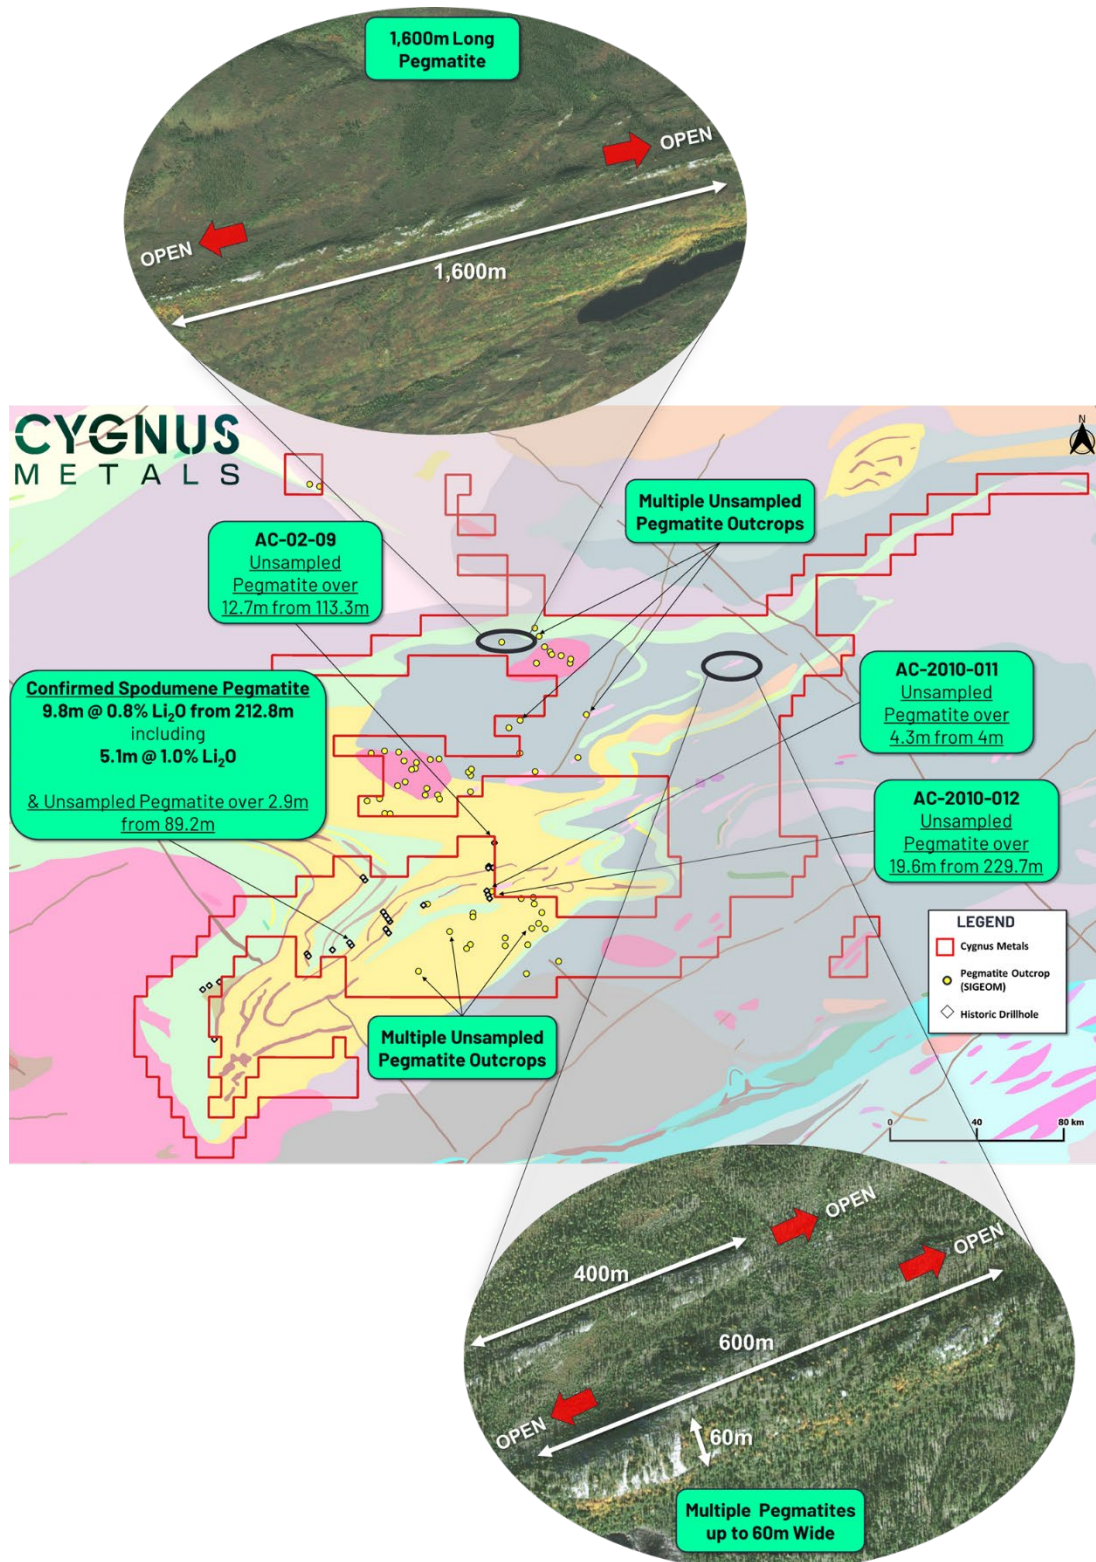 1,600m Long
Pegmatite
OPEN
OPEN
1,600m
CYGNUS
METALS
N
Multiple Unsampled
Pegmatite Outcrops
AC-02-09
Unsampled
Pegmatite over
12.7m from 113.3m
Confirmed Spodumene Pegmatite
9.8m @ 0.8% Li₂O from 212.8m
including
5.1m @ 1.0% Li₂O
& Unsampled Pegmatite over 2.9m
from 89.2m
AC-2010-011
Unsampled
Pegmatite over
4.3m from 4m
AC-2010-012
Unsampled
Pegmatite over
19.6m from 229.7m
LEGEND
Cygnus Metals
Pegmatite Outcrop
(SIGEOM)
Historic Drillhole
Multiple Unsampled
Pegmatite Outcrops
0 40 80 km
OPEN
OPEN
400m
600m
OPEN
60m
Multiple Pegmatites
up to 60m Wide